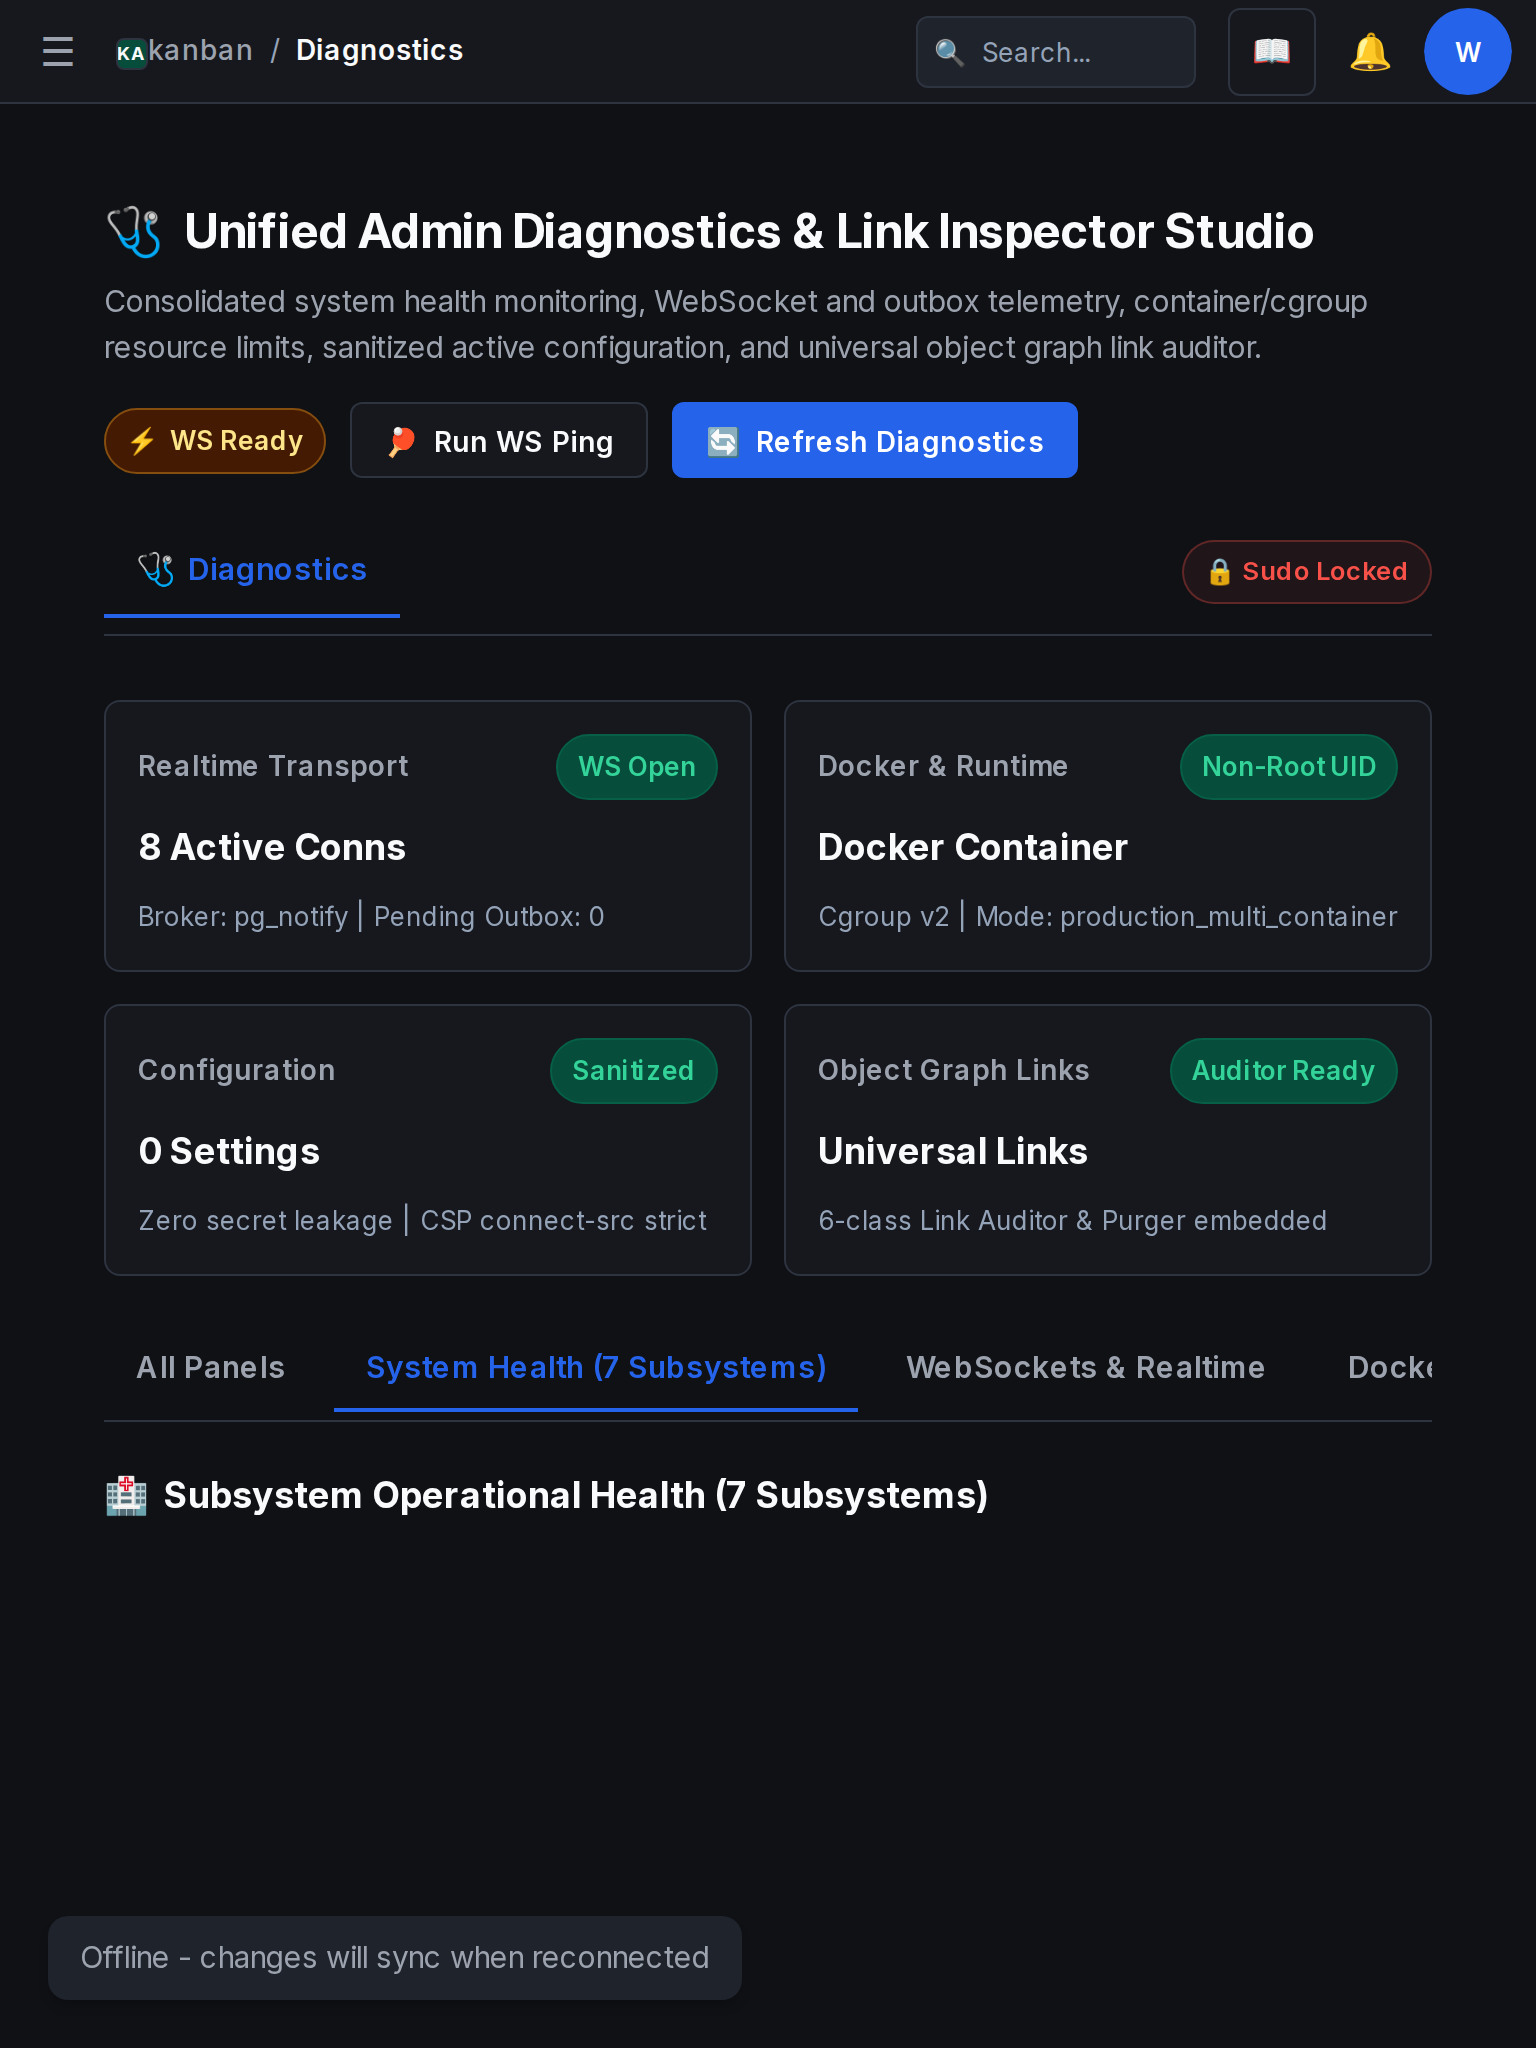 KA kanban / Diagnostics
Search...
W
Unified Admin Diagnostics & Link Inspector Studio
Consolidated system health monitoring, WebSocket and outbox telemetry, container/cgroup
resource limits, sanitized active configuration, and universal object graph link auditor.
WS Ready
Run WS Ping
Refresh Diagnostics
Diagnostics
Sudo Locked
Realtime Transport
WS Open
8 Active Conns
Broker: pg_notify | Pending Outbox: 0
Docker & Runtime
Non-Root UID
Docker Container
Cgroup v2 | Mode: production_multi_container
Configuration
Sanitized
0 Settings
Zero secret leakage | CSP connect-src strict
Object Graph Links
Auditor Ready
Universal Links
6-class Link Auditor & Purger embedded
All Panels
System Health (7 Subsystems)
WebSockets & Realtime
Docke
Subsystem Operational Health (7 Subsystems)
Offline - changes will sync when reconnected